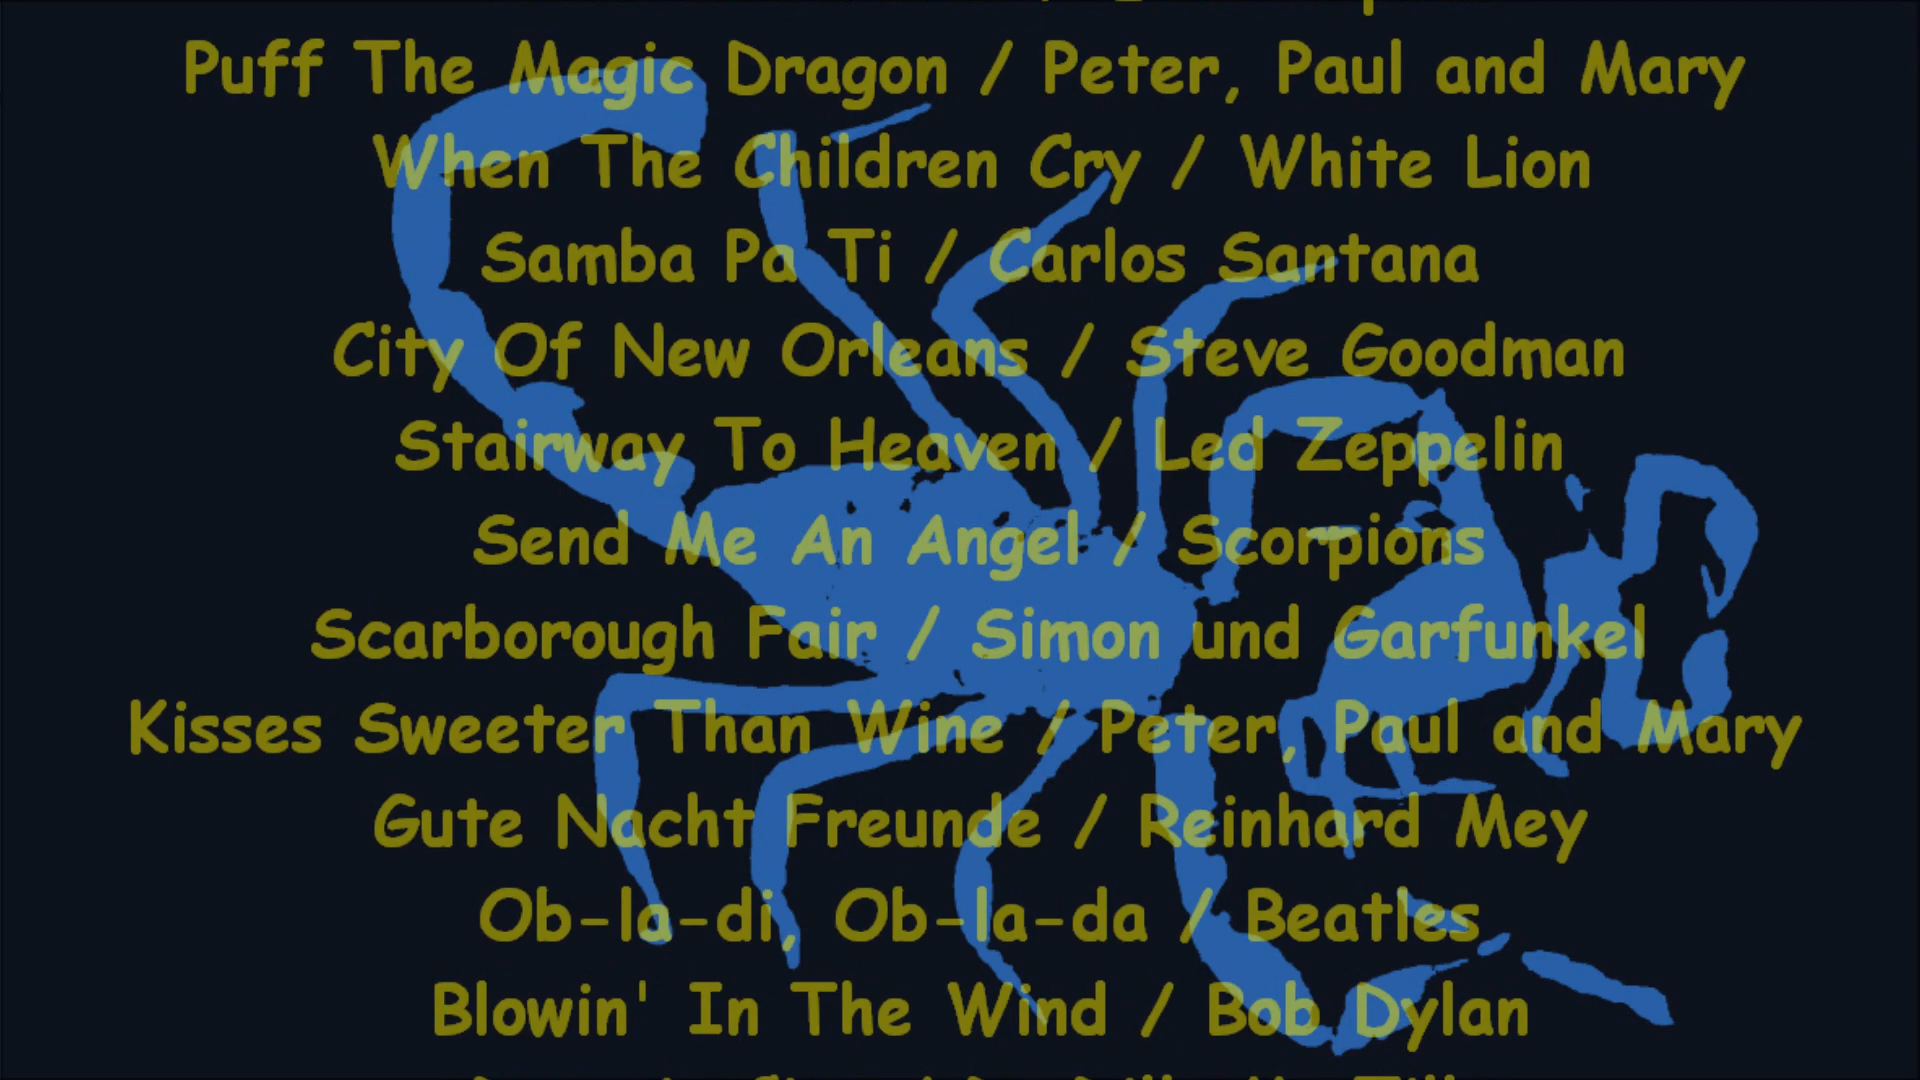 Puff The Magic Dragon / Peter, Paul and Mary
When The Children Cry / White Lion
Samba Pa Ti / Carlos Santana
City Of New Orleans / Steve Goodman
Stairway To Heaven / Led Zeppelin
Send Me An Angel / Scorpions
Scarborough Fair / Simon und Garfunkel
Kisses Sweeter Than Wine / Peter, Paul and Mary
Gute Nacht Freunde / Reinhard Mey
Ob-la-di, Ob-la-da / Beatles
Blowin' In The Wind / Bob Dylan